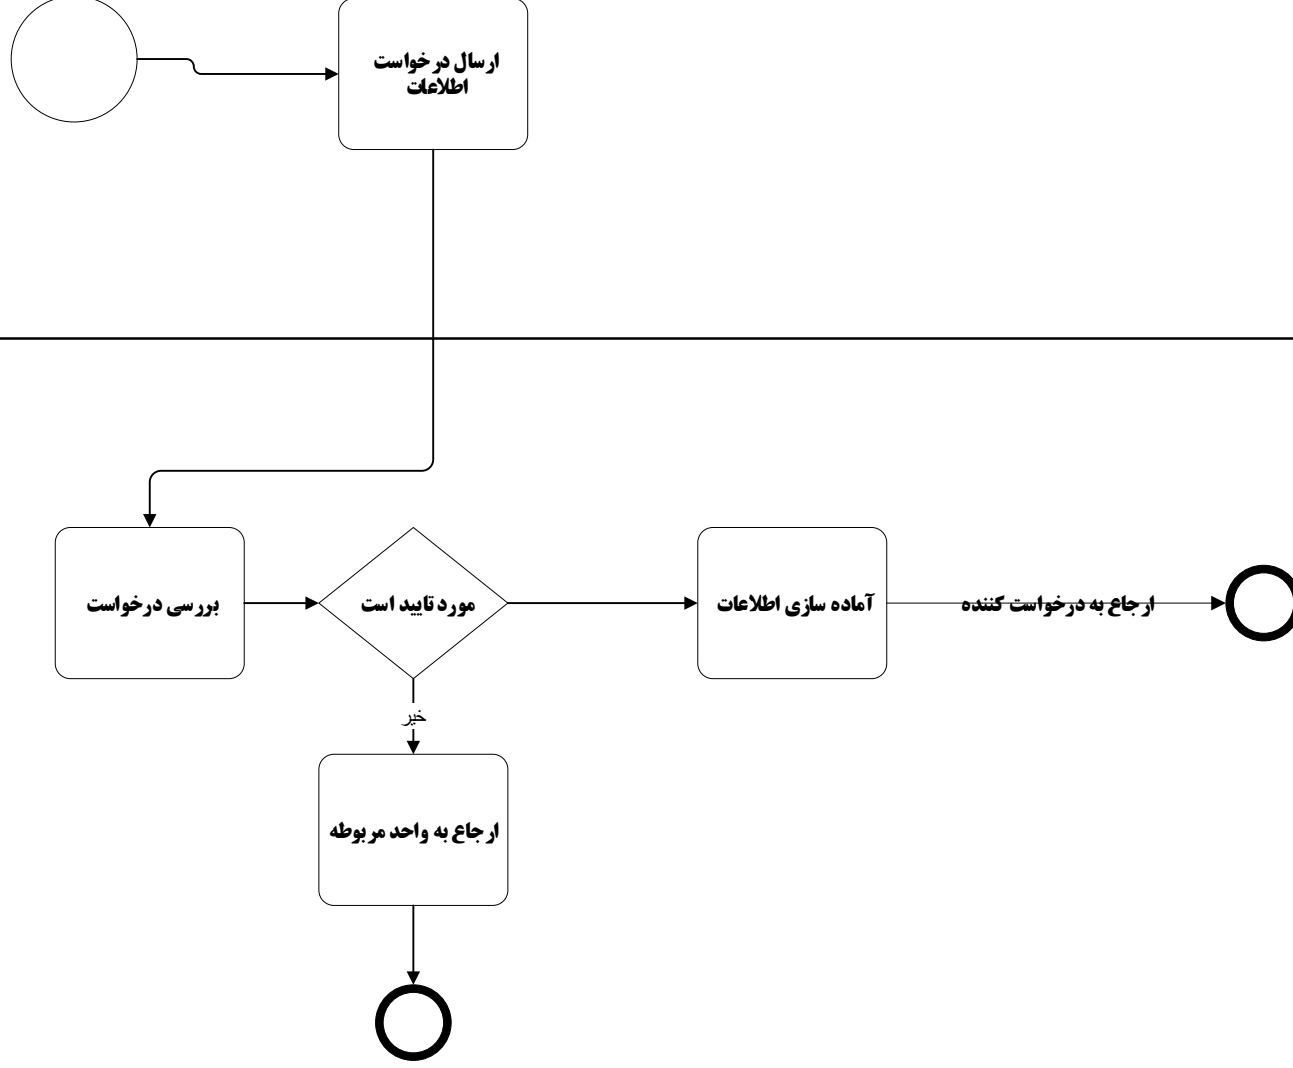 ارسال درخواست
اطلاعات
بررسی درخواست
مورد تایید است
آماده سازی اطلاعات
ارجاع به درخواست کننده
خیر
ارجاع به واحد مربوطه